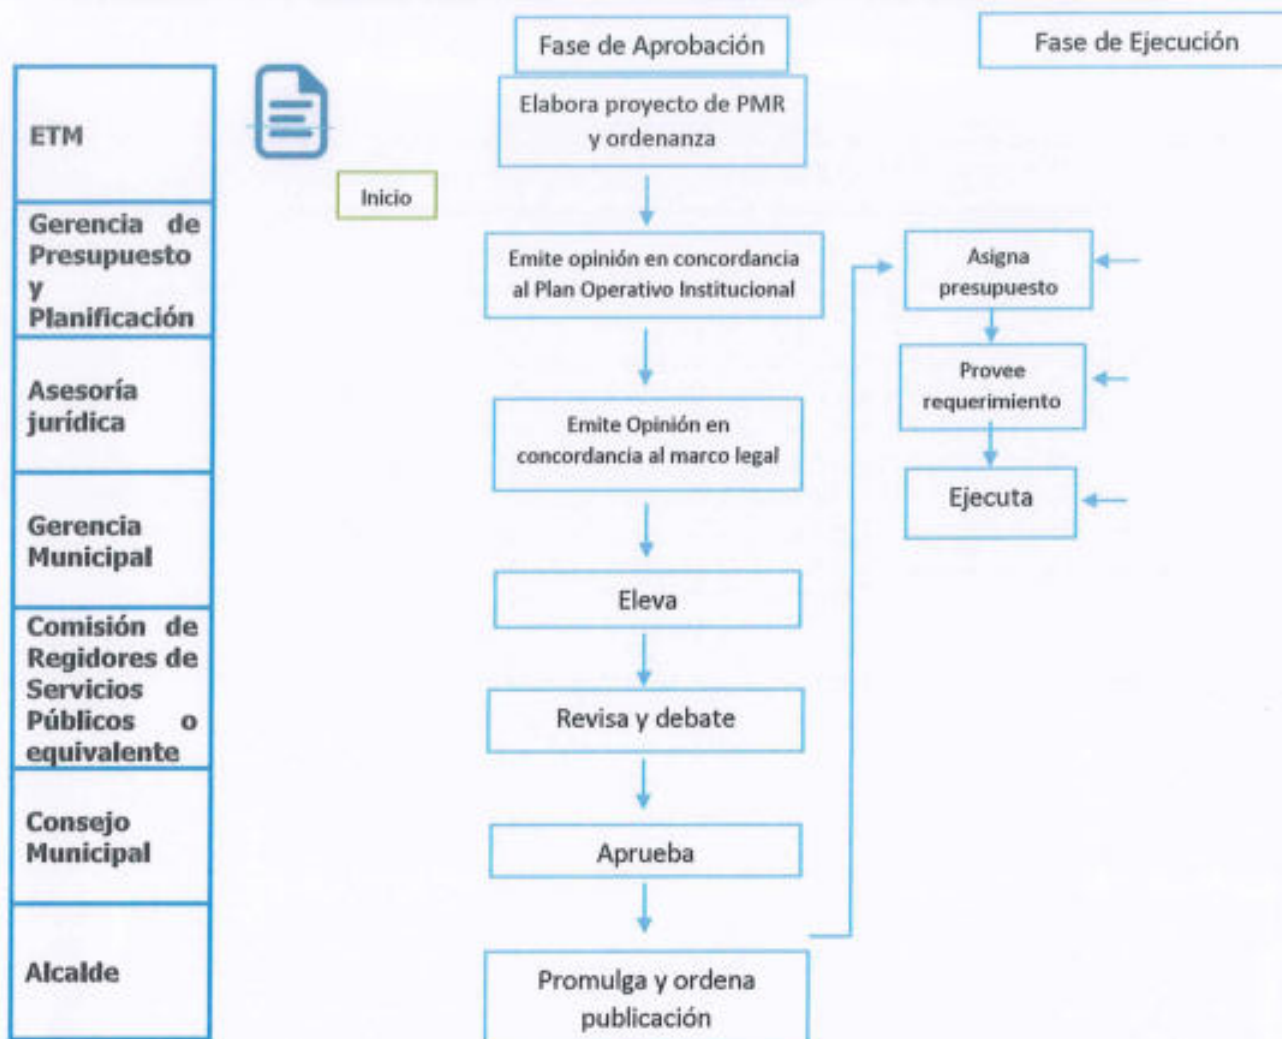 Fase de Aprobación
Fase de Ejecución
ETM
Elabora proyecto de PMR
y ordenanza
Inicio
Gerencia de
Presupuesto
y
Planificación
Emite opinión en concordancia
al Plan Operativo Institucional
Asigna
presupuesto
Asesoría
jurídica
Emite Opinión en
concordancia al marco legal
Provee
requerimiento
Gerencia
Municipal
Eleva
Ejecuta
Comisión de
Regidores de
Servicios
Públicos o
equivalente
Revisa y debate
Consejo
Municipal
Aprueba
Alcalde
Promulga y ordena
publicación